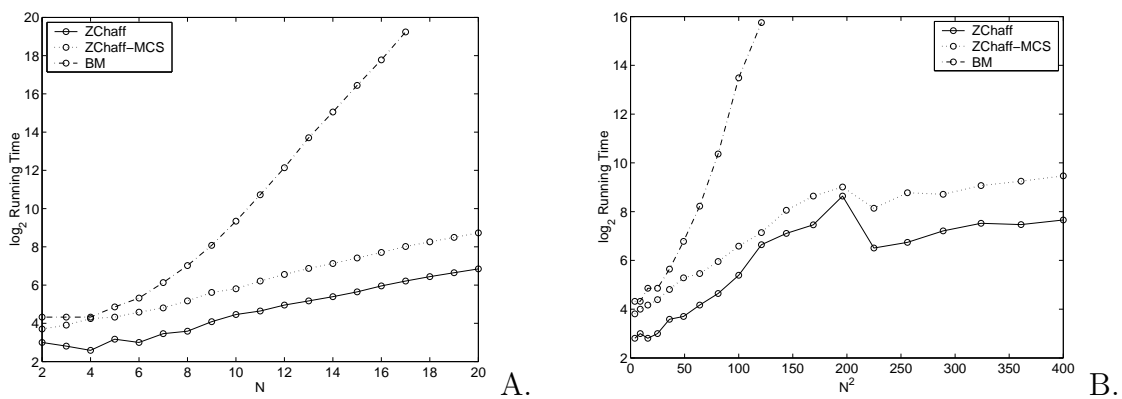 20
18
16
14
12
10
8
6
4
2
log2 Running Time
ZChaff
ZChaff−MCS
BM
2 4 6 8 10 12 14 16 18 20
N
A.
16
14
12
10
8
6
4
2
log2 Running Time
ZChaff
ZChaff−MCS
BM
0 50 100 150 200 250 300 350 400
N²
B.